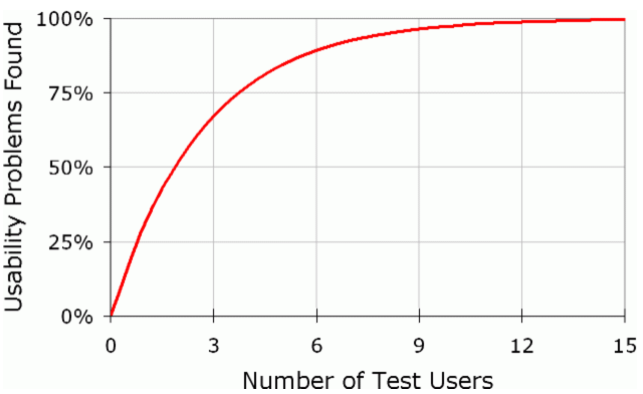 Usability Problems Found
100%
75%
50%
25%
0%
0 3 6 9 12 15
Number of Test Users